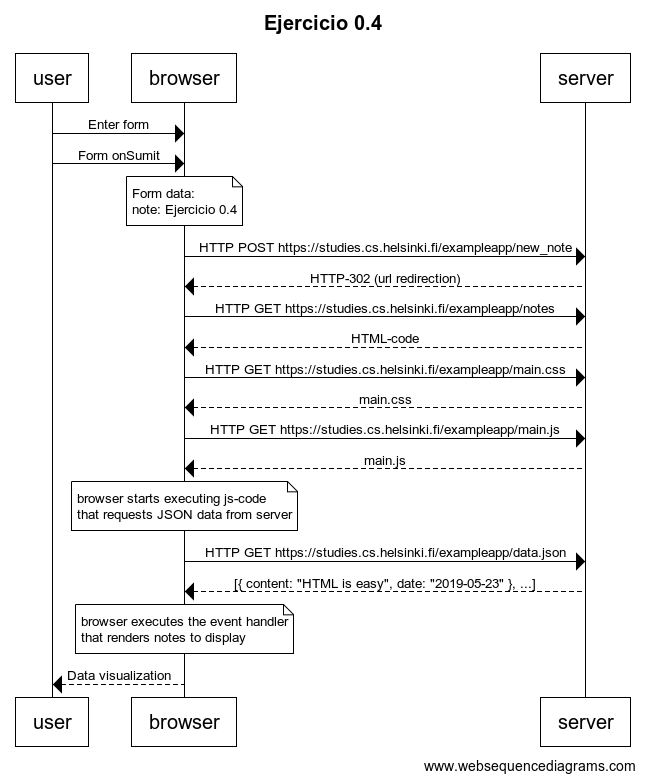 Ejercicio 0.4
user
browser
server
Enter form
Form onSumit
Form data:
note: Ejercicio 0.4
HTTP POST https://studies.cs.helsinki.fi/exampleapp/new_note
HTTP-302 (url redirection)
HTTP GET https://studies.cs.helsinki.fi/exampleapp/notes
HTML-code
HTTP GET https://studies.cs.helsinki.fi/exampleapp/main.css
main.css
HTTP GET https://studies.cs.helsinki.fi/exampleapp/main.js
main.js
browser starts executing js-code
that requests JSON data from server
HTTP GET https://studies.cs.helsinki.fi/exampleapp/data.json
[{ content: "HTML is easy", date: "2019-05-23" }, ...]
browser executes the event handler
that renders notes to display
Data visualization
user
browser
server
www.websequencediagrams.com